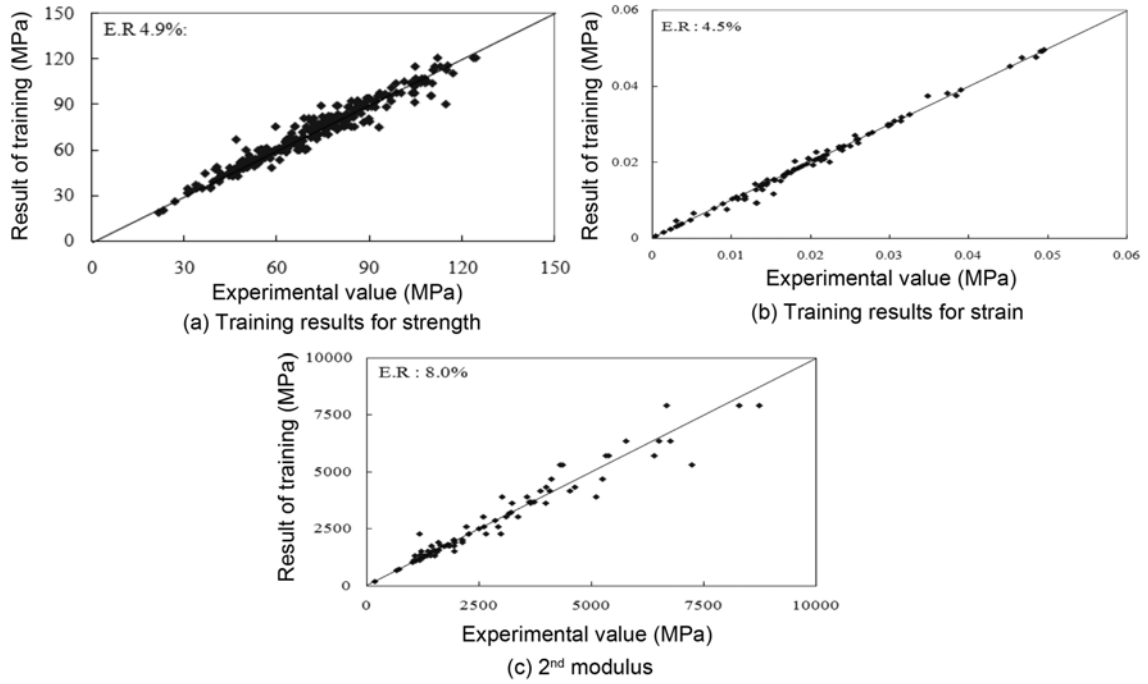 150
120
90
60
30
0
Result of training (MPa)
E.R 4.9%:
0 30 60 90 120 150
Experimental value (MPa)
(a) Training results for strength
0.06
0.04
0.02
0
Result of training (MPa)
E.R : 4.5%
0 0.01 0.02 0.03 0.04 0.05 0.06
Experimental value (MPa)
(b) Training results for strain
10000
7500
5000
2500
0
Result of training (MPa)
E.R : 8.0%
0 2500 5000 7500 10000
Experimental value (MPa)
(c) 2nd modulus